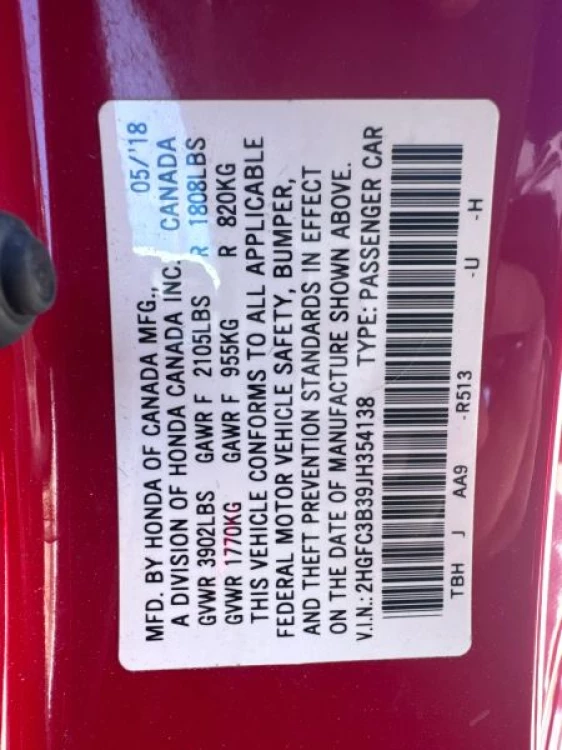 MFD. BY HONDA OF CANADA MFG., 05/'18
A DIVISION OF HONDA CANADA INC. CANADA
GVWR 3902LBS GAWR F 2105LBS R 1808LBS
GVWR 1770KG GAWR F 955KG R 820KG
THIS VEHICLE CONFORMS TO ALL APPLICABLE
FEDERAL MOTOR VEHICLE SAFETY, BUMPER,
AND THEFT PREVENTION STANDARDS IN EFFECT
ON THE DATE OF MANUFACTURE SHOWN ABOVE.
V.I.N.: 2HGFC3B39JH354138 TYPE: PASSENGER CAR
TBH J AA9 -R513 -U -H